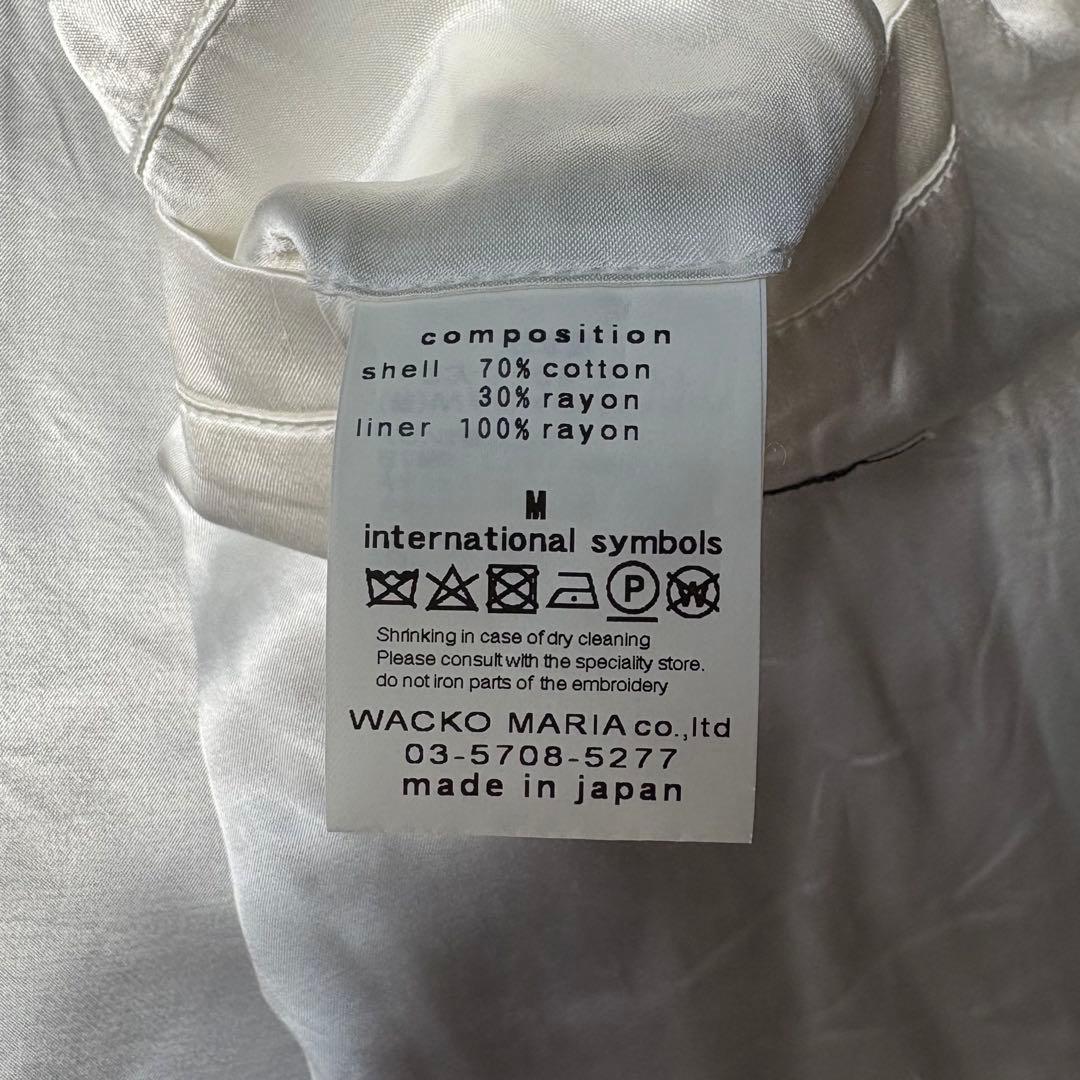 composition
shell 70% cotton
30% rayon
liner 100% rayon
M
international symbols
P W
Shrinking in case of dry cleaning
Please consult with the speciality store.
do not iron parts of the embroidery
WACKO MARIA co.,ltd
03-5708-5277
made in japan